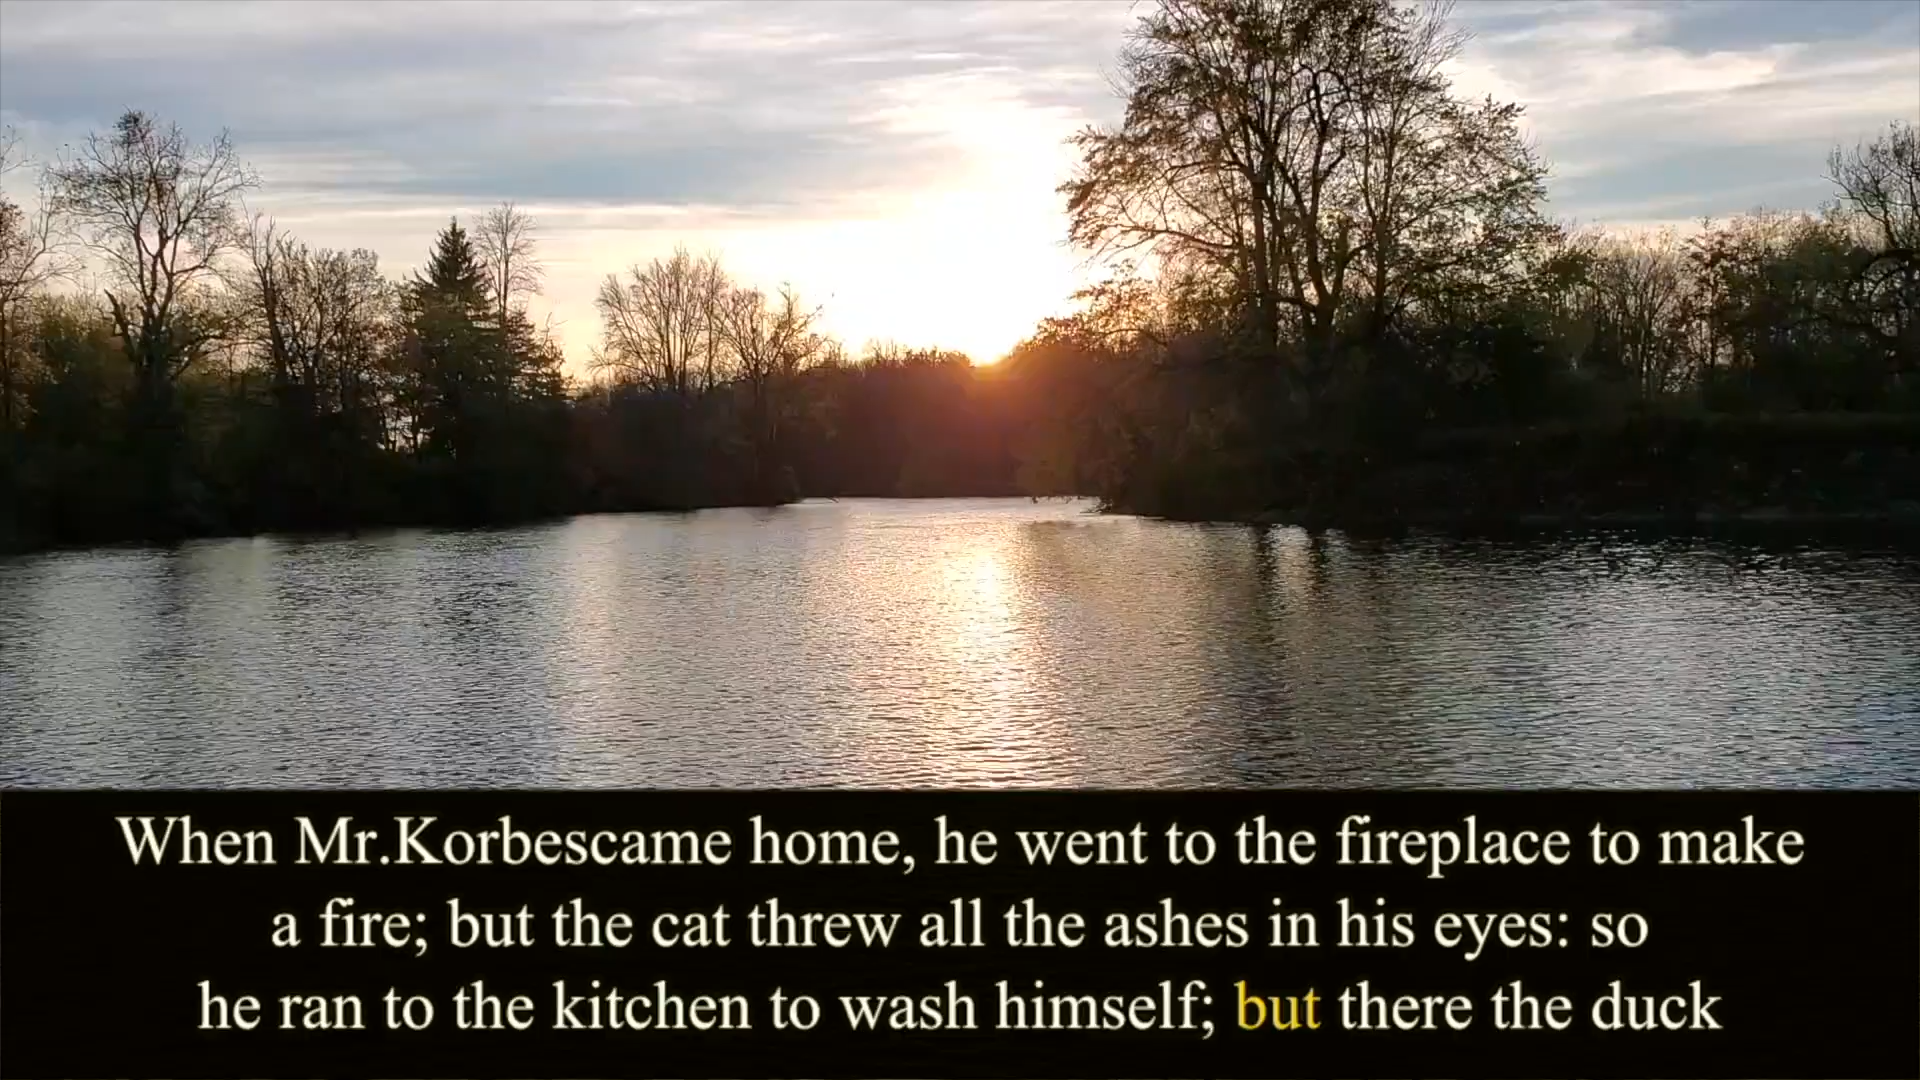 When Mr.Korbescame home, he went to the fireplace to make
a fire; but the cat threw all the ashes in his eyes: so
he ran to the kitchen to wash himself; but there the duck